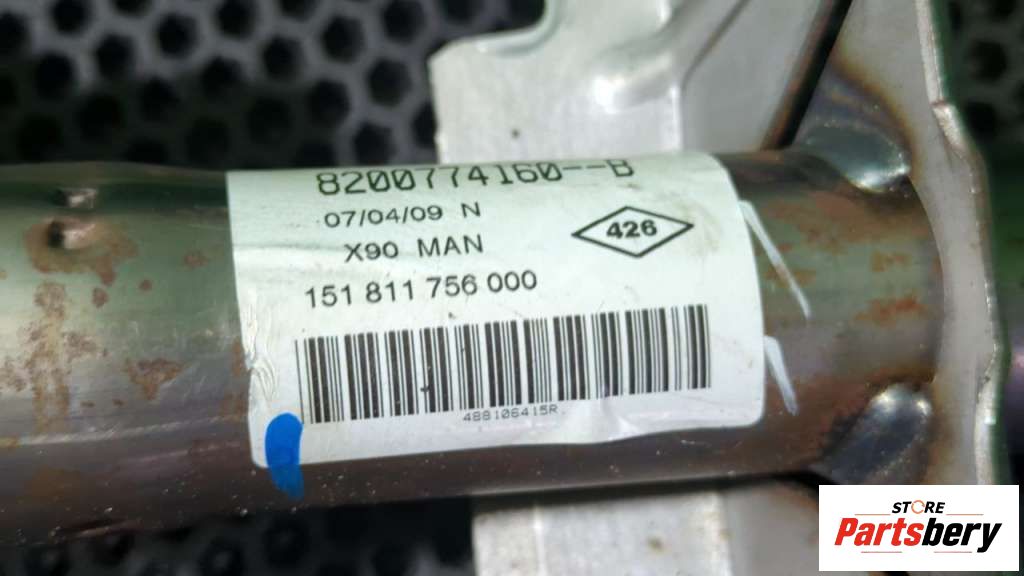 8200774160--B
07/04/09 N
X90 MAN
426
151 811 756 000
488106415R
STORE
Partsbery